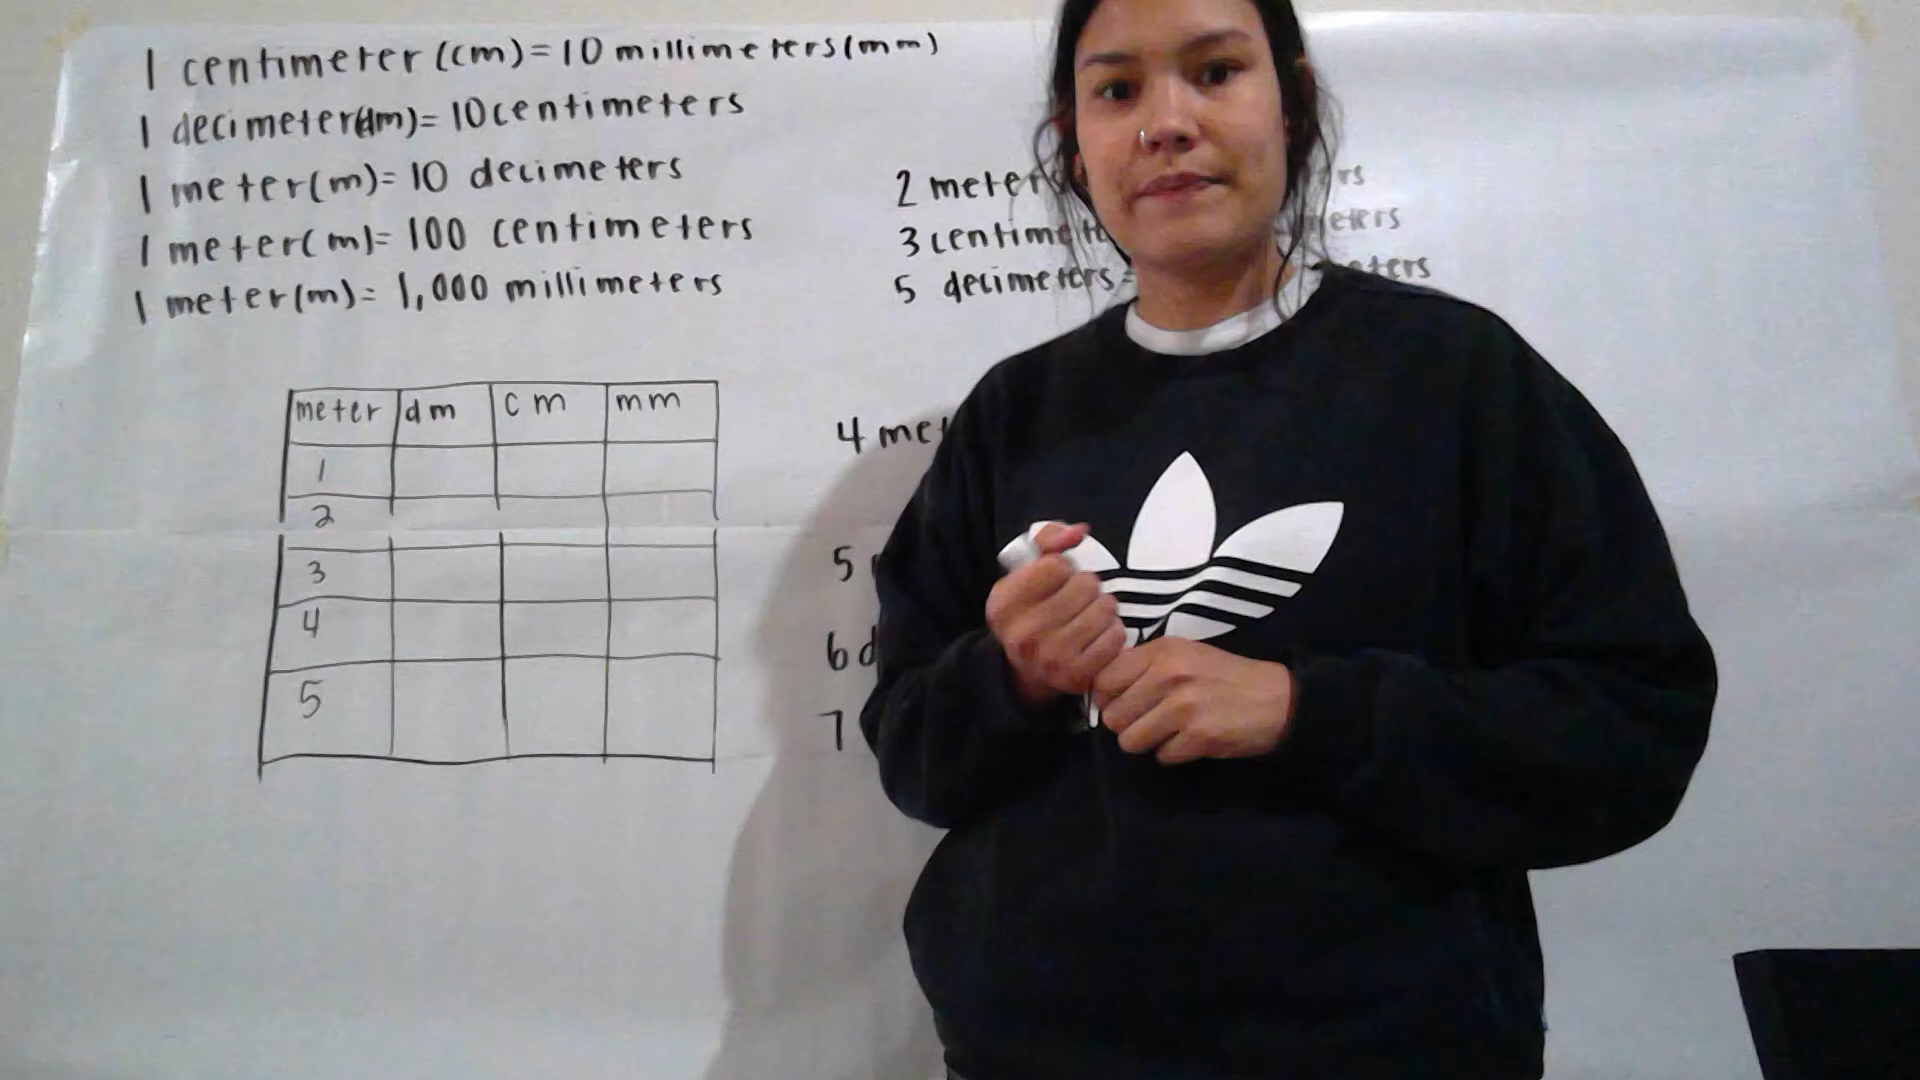 1 centimeter (cm) = 10 millimeters (mm)
1 decimeter (dm) = 10 centimeters
1 meter (m) = 10 decimeters
1 meter (m) = 100 centimeters
1 meter (m) = 1,000 millimeters
2 meter
3 centimete
5 decimeters =
meter dm cm mm
1
2
3
4
5
4 met
5
6 d
7